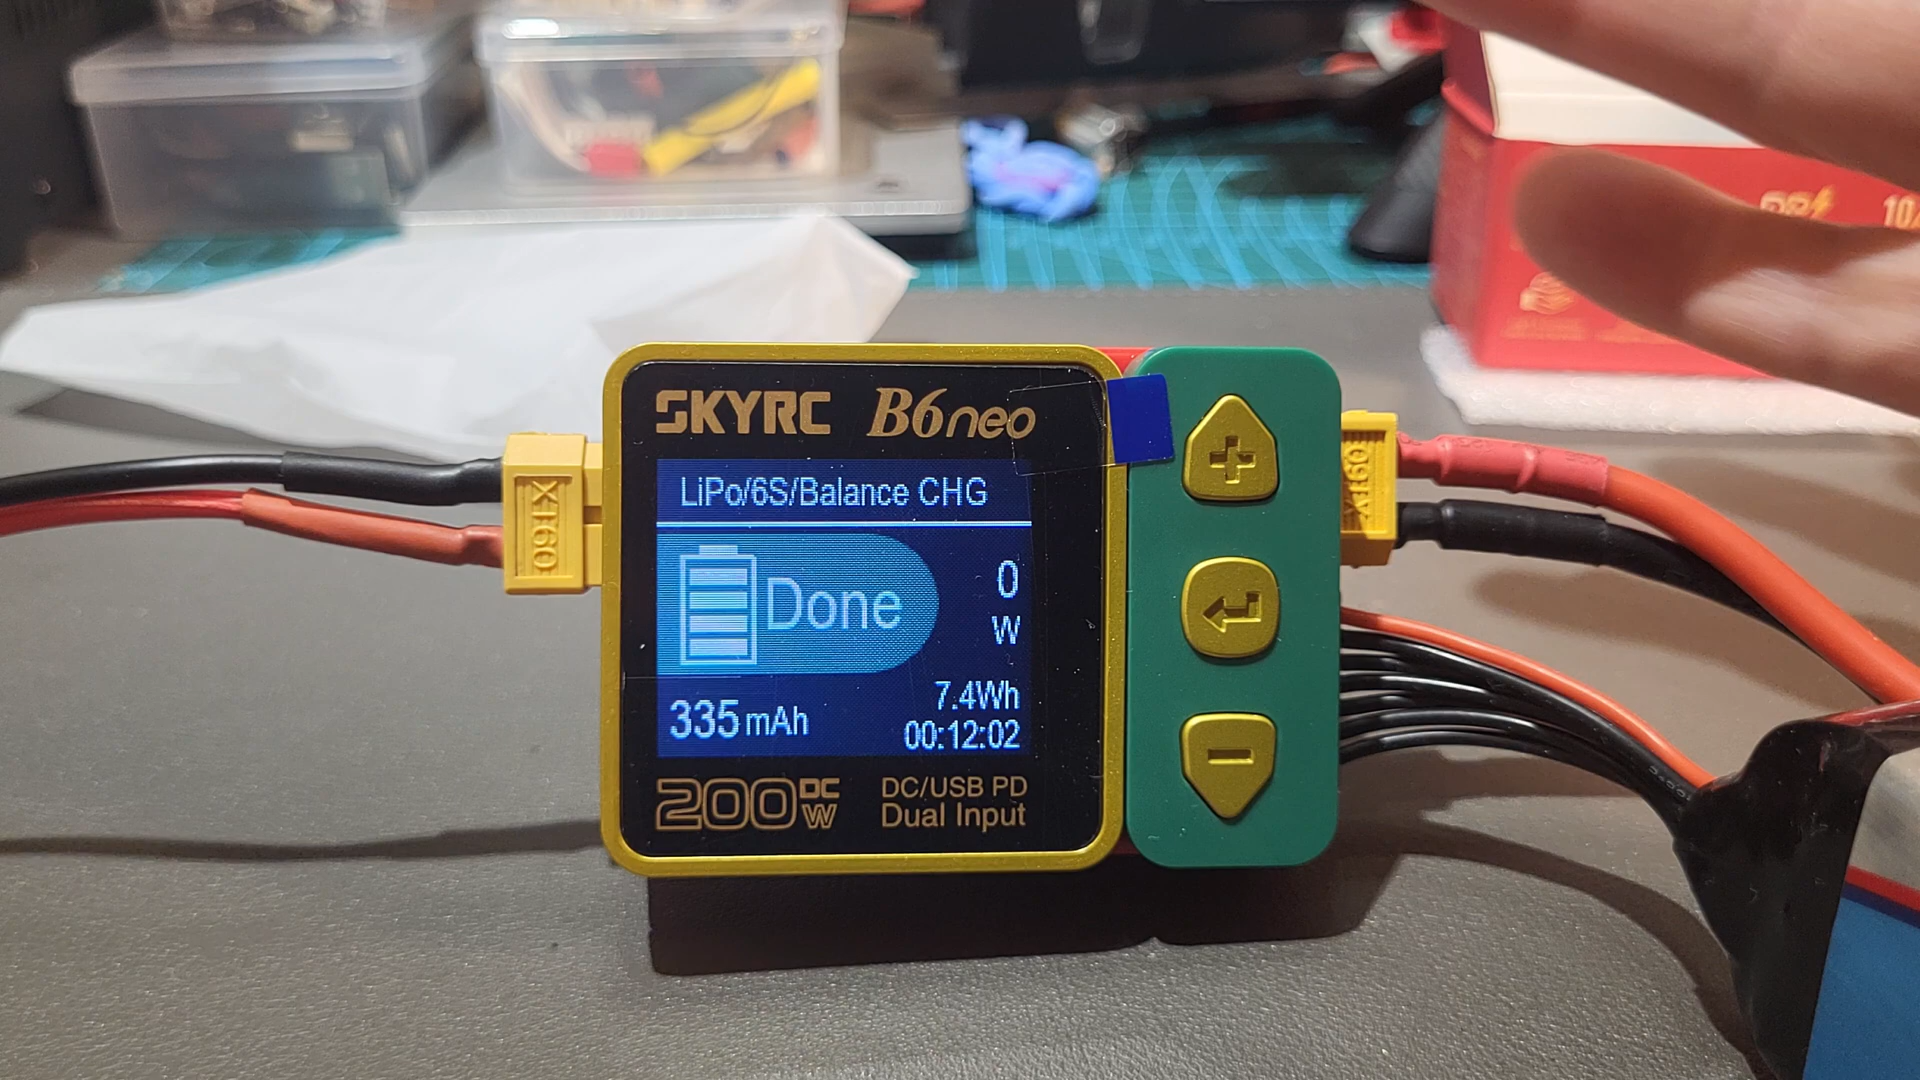 SKYRC B6neo
LiPo/6S/Balance CHG
Done
0
W
335mAh
7.4Wh
00:12:02
200 DC W
DC/USB PD
Dual Input
XT60
XT60
10